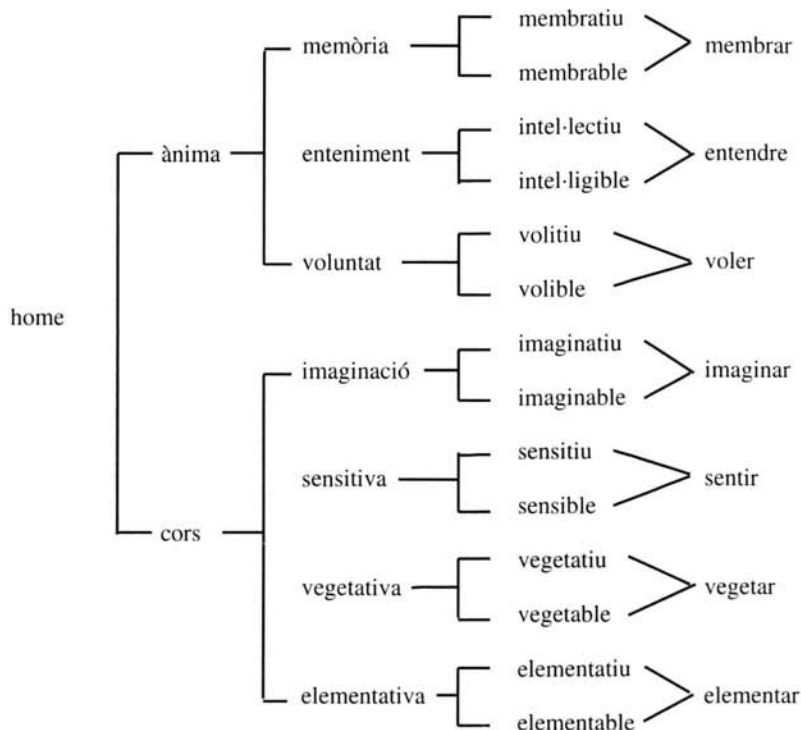 membratiu
memòria
membrar
membrable
intel·lectiu
ànima
enteniment
entendre
intel·ligible
volitiu
voluntat
voler
volible
home
imaginatiu
imaginació
imaginar
imaginable
sensitiu
sensitiva
sentir
sensible
cors
vegetatiu
vegetativa
vegetar
vegetable
elementatiu
elementativa
elementar
elementable